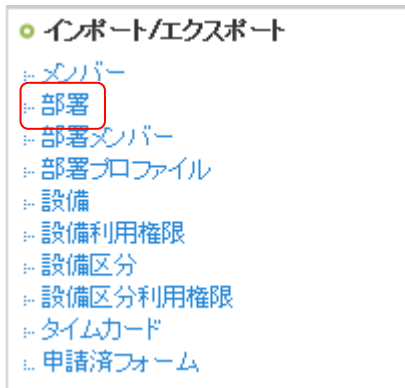 インポート/エクスポート
メンバー
部署
部署メンバー
部署プロファイル
設備
設備利用権限
設備区分
設備区分利用権限
タイムカード
申請済フォーム